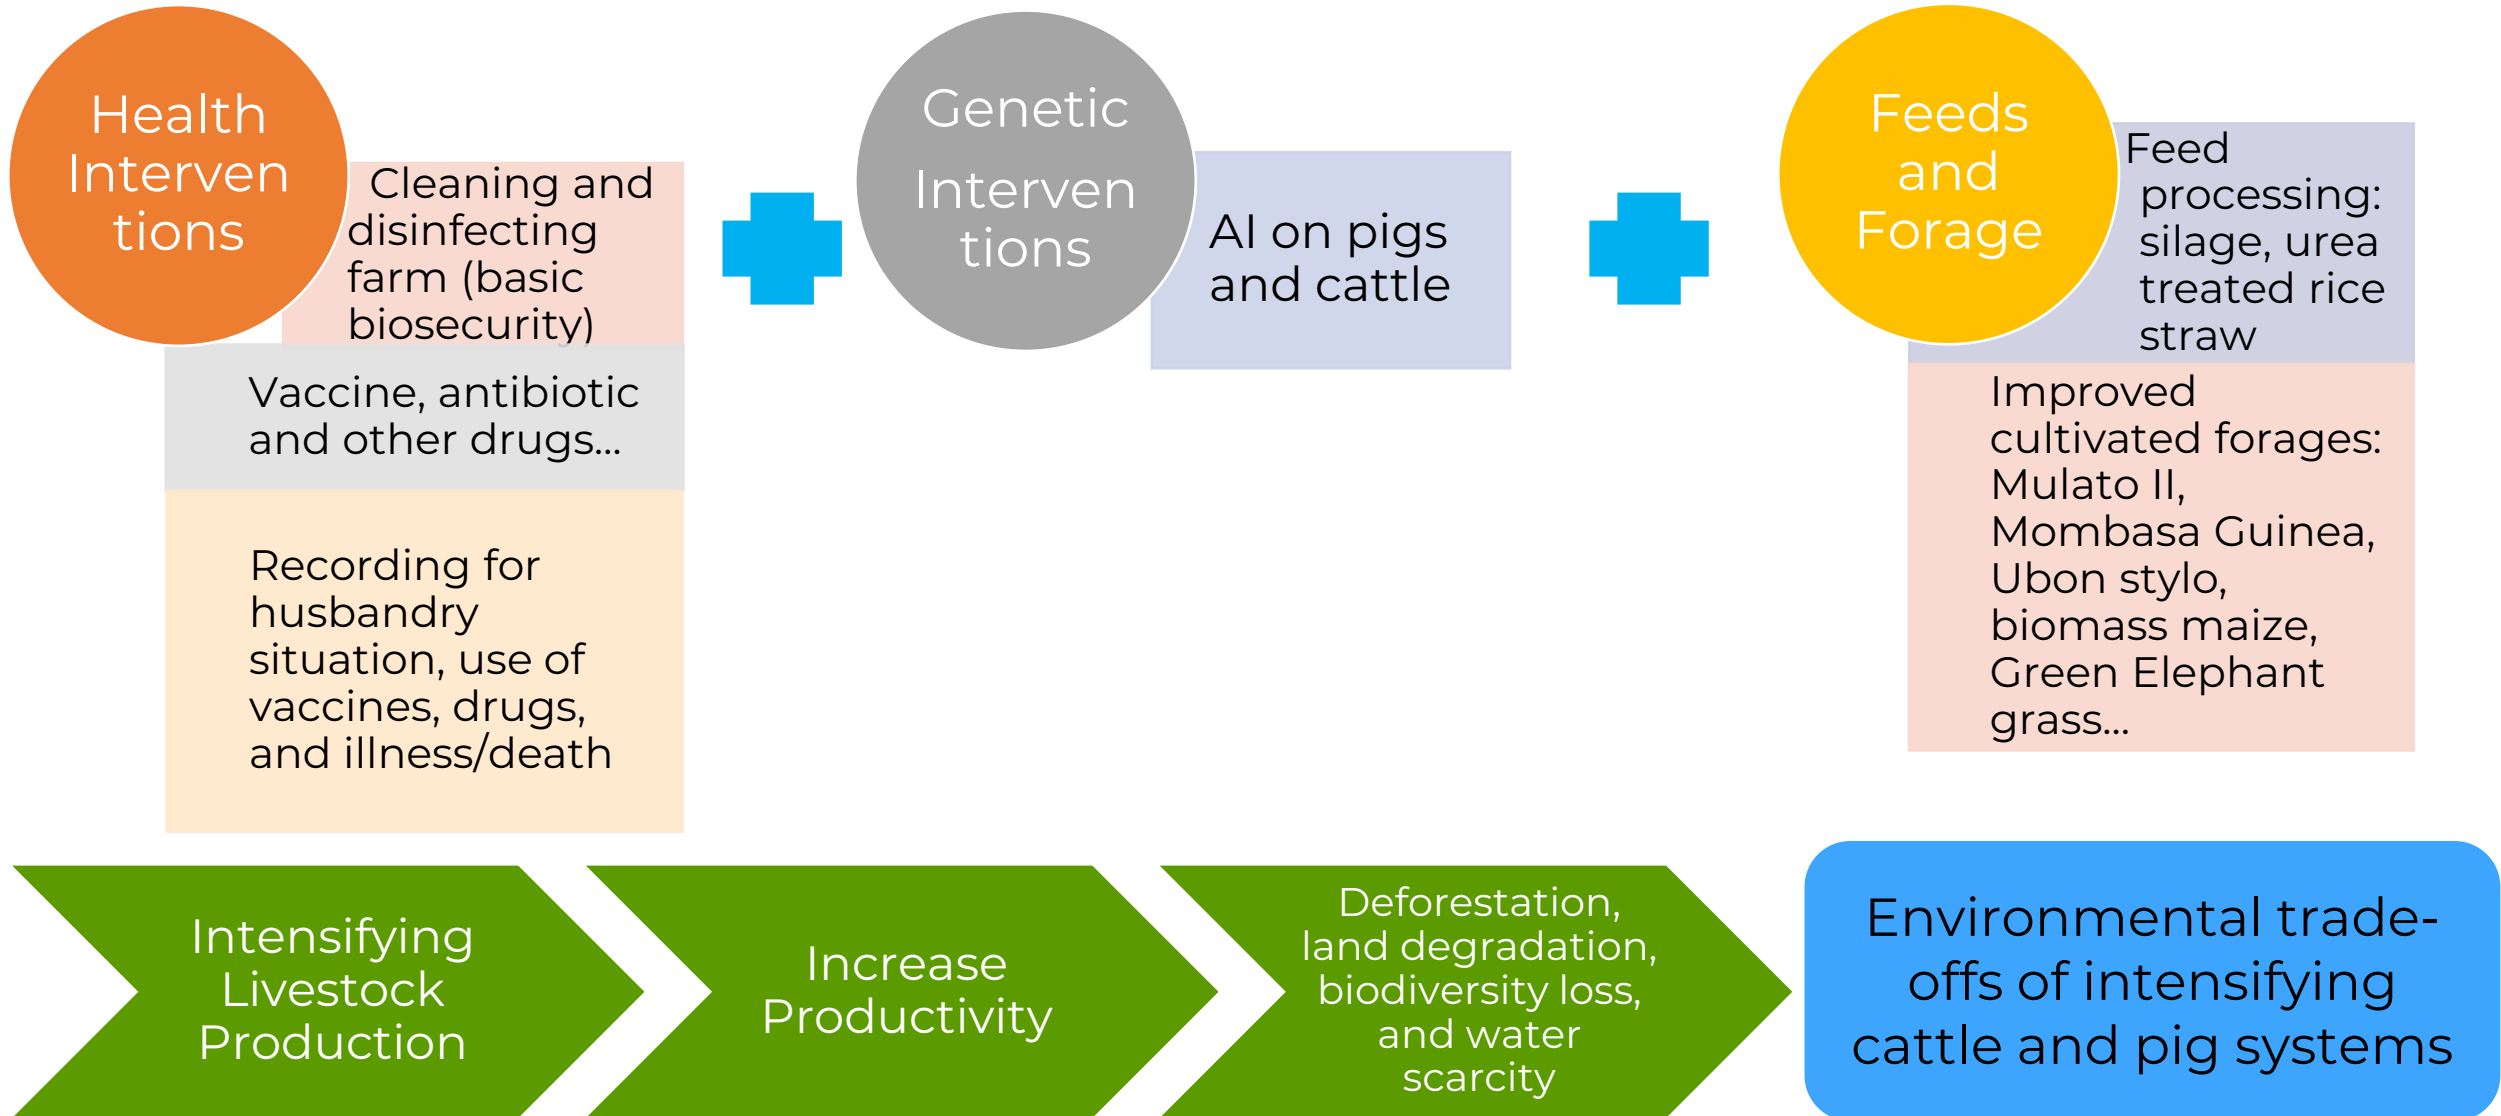 Health
Interven
tions
Cleaning and
disinfecting
farm (basic
biosecurity)
Vaccine, antibiotic
and other drugs...
Recording for
husbandry
situation, use of
vaccines, drugs,
and illness/death
Genetic
Interven
tions
AI on pigs
and cattle
Feeds
and
Forage
Feed
processing:
silage, urea
treated rice
straw
Improved
cultivated forages:
Mulato II,
Mombasa Guinea,
Ubon stylo,
biomass maize,
Green Elephant
grass...
Intensifying
Livestock
Production
Increase
Productivity
Deforestation,
land degradation,
biodiversity loss,
and water
scarcity
Environmental trade-
offs of intensifying
cattle and pig systems